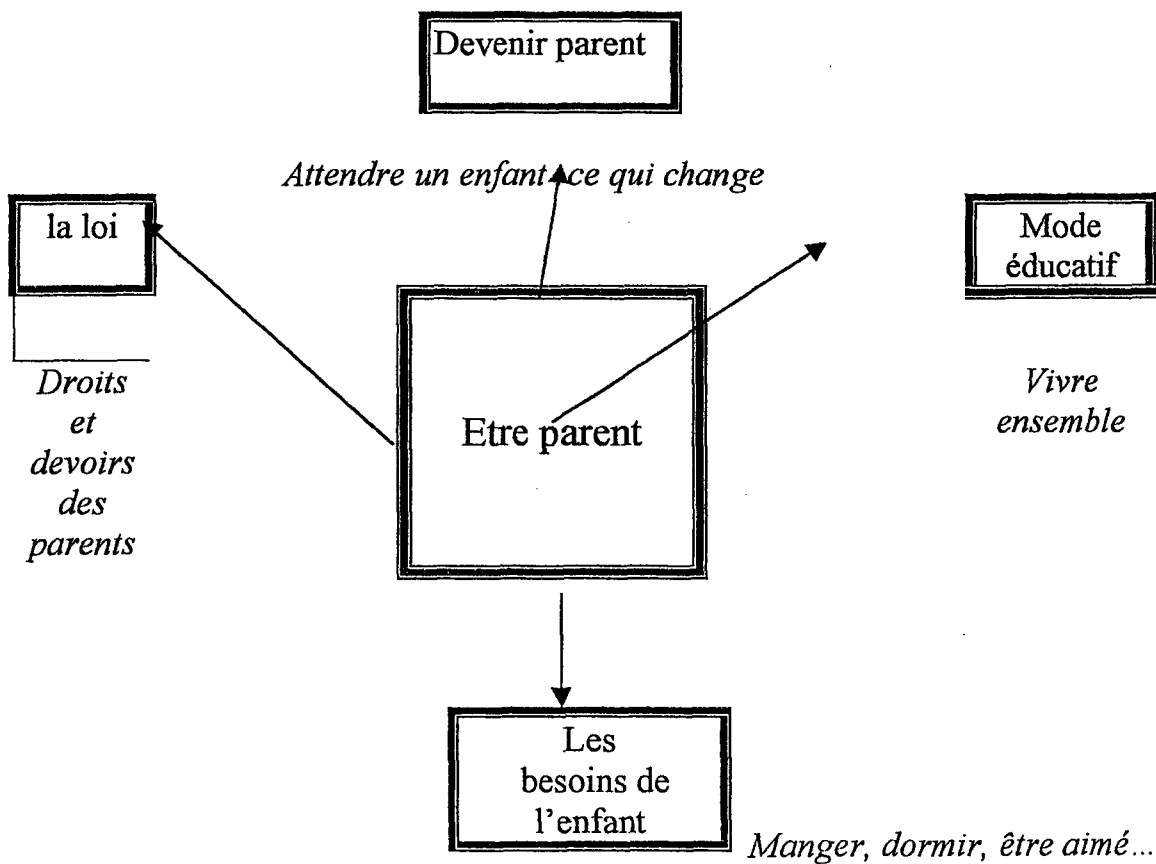 Devenir parent
Attendre un enfant ce qui change
la loi
Mode
éducatif
Droits
et
devoirs
des
parents
Vivre
ensemble
Etre parent
Les
besoins de
l’enfant
Manger, dormir, être aimé…